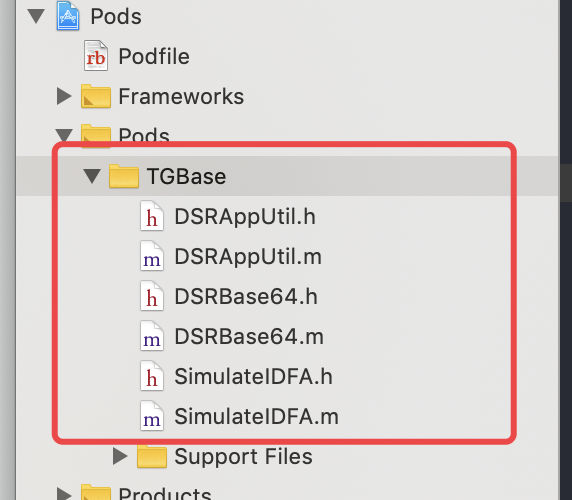 Pods
rb
Podfile
Frameworks
Pods
TGBase
h DSRAppUtil.h
m DSRAppUtil.m
h DSRBase64.h
m DSRBase64.m
h SimulateIDFA.h
m SimulateIDFA.m
Support Files
Products